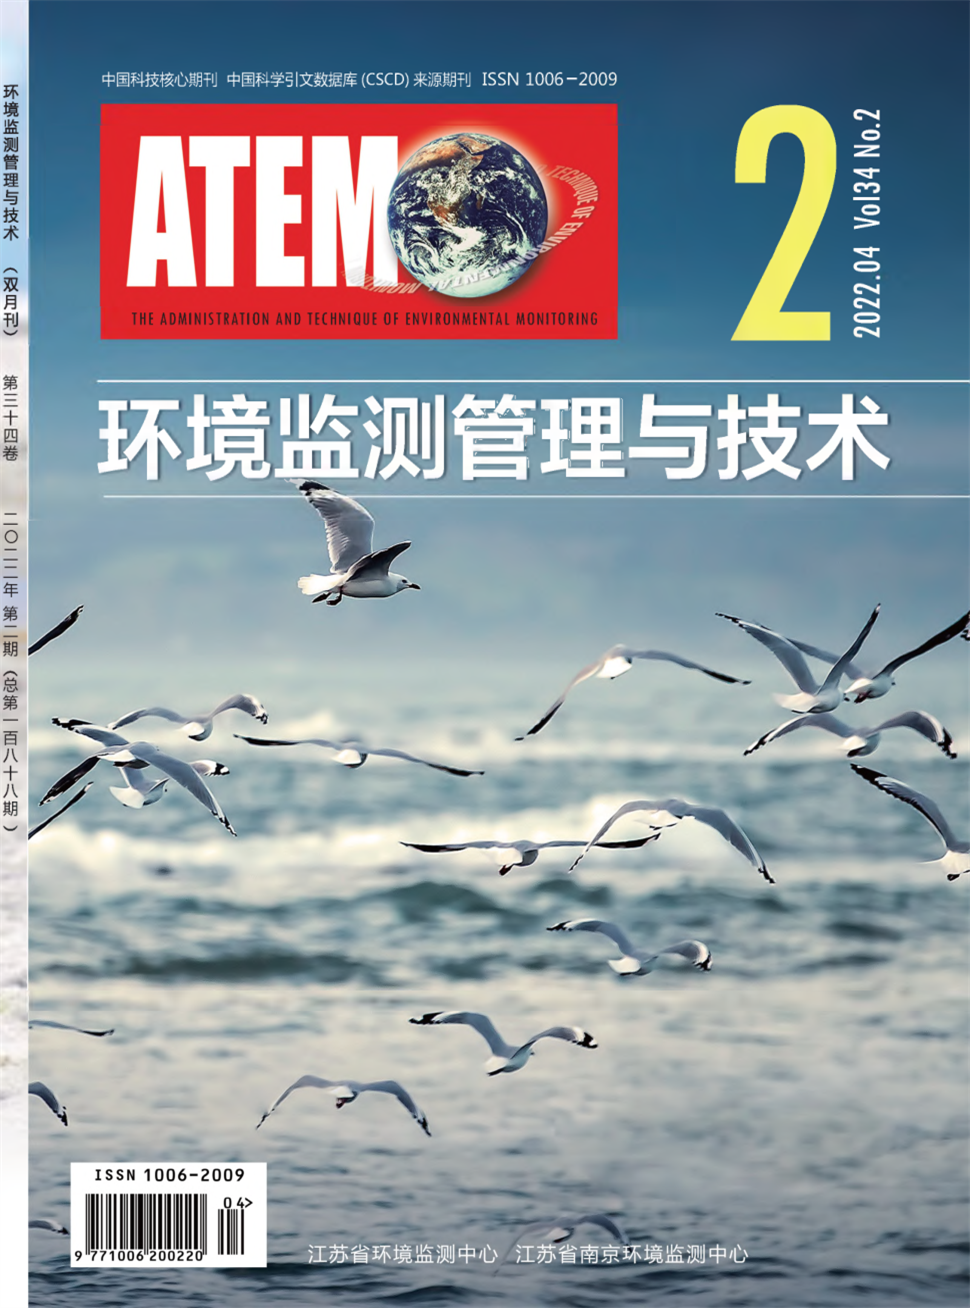 中国科技核心期刊 中国科学引文数据库(CSCD)来源期刊 ISSN 1006-2009
ATEM
TECHNIQUE OF ENVIRONMENTAL MONITORING
THE ADMINISTRATION AND TECHNIQUE OF ENVIRONMENTAL MONITORING
2
2022.04 Vol34 No.2
环境监测管理与技术
环境监测管理与技术 (双月刊) 第三十四卷 二〇二二年 第二期 (总第一百八十八期)
ISSN 1006-2009
04>
9 771006 200220
江苏省环境监测中心 江苏省南京环境监测中心